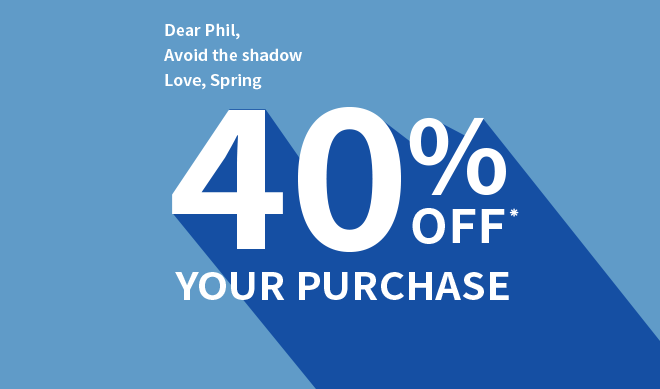 Dear Phil,
Avoid the shadow
Love, Spring
40%
OFF*
YOUR PURCHASE